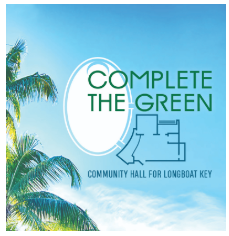 COMPLETE
THE GREEN
COMMUNITY HALL FOR LONGBOAT KEY